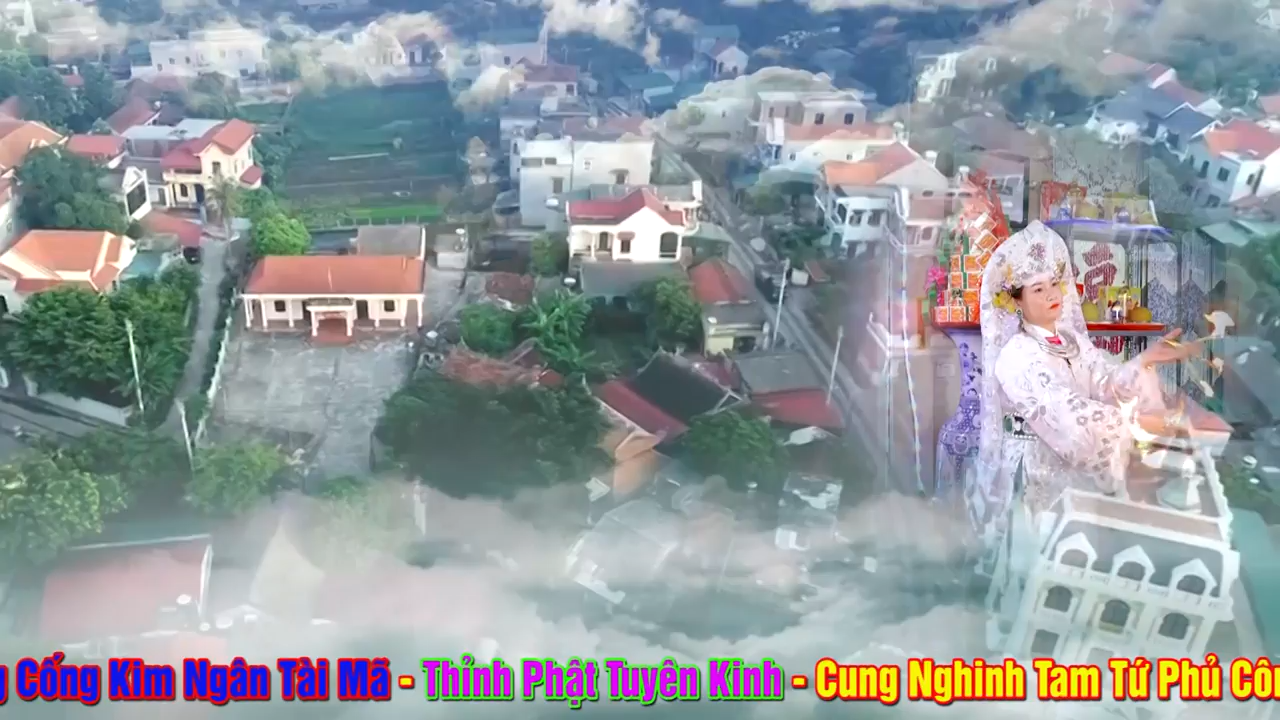 Cống Kim Ngân Tài Mã - Thỉnh Phật Tuyên Kinh - Cung Nghinh Tam Tứ Phủ